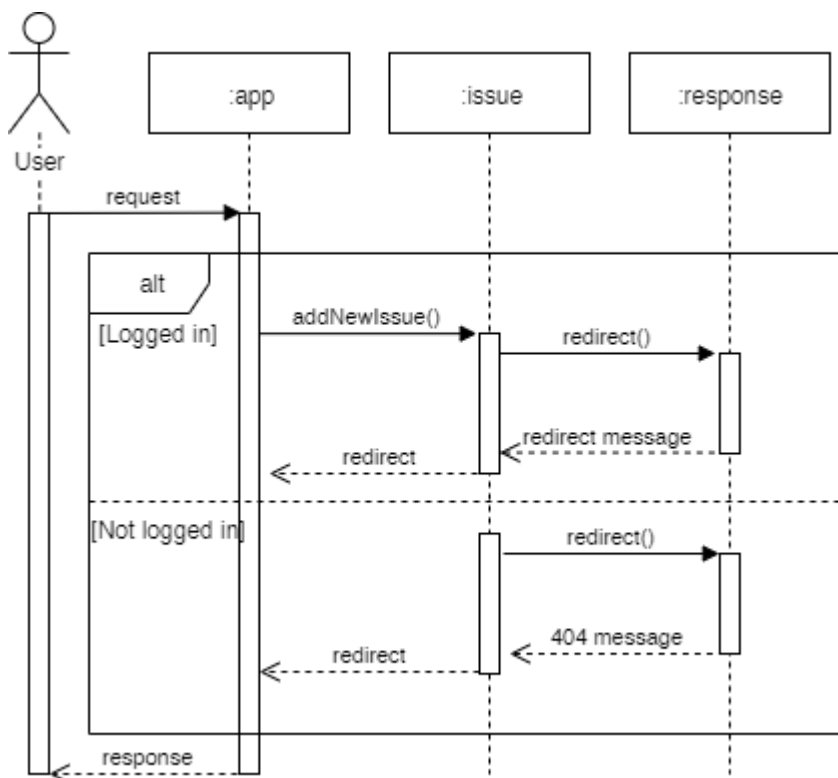 :app
:issue
:response
User
request
alt
addNewIssue()
[Logged in]
redirect()
redirect message
redirect
[Not logged in]
redirect()
404 message
redirect
response